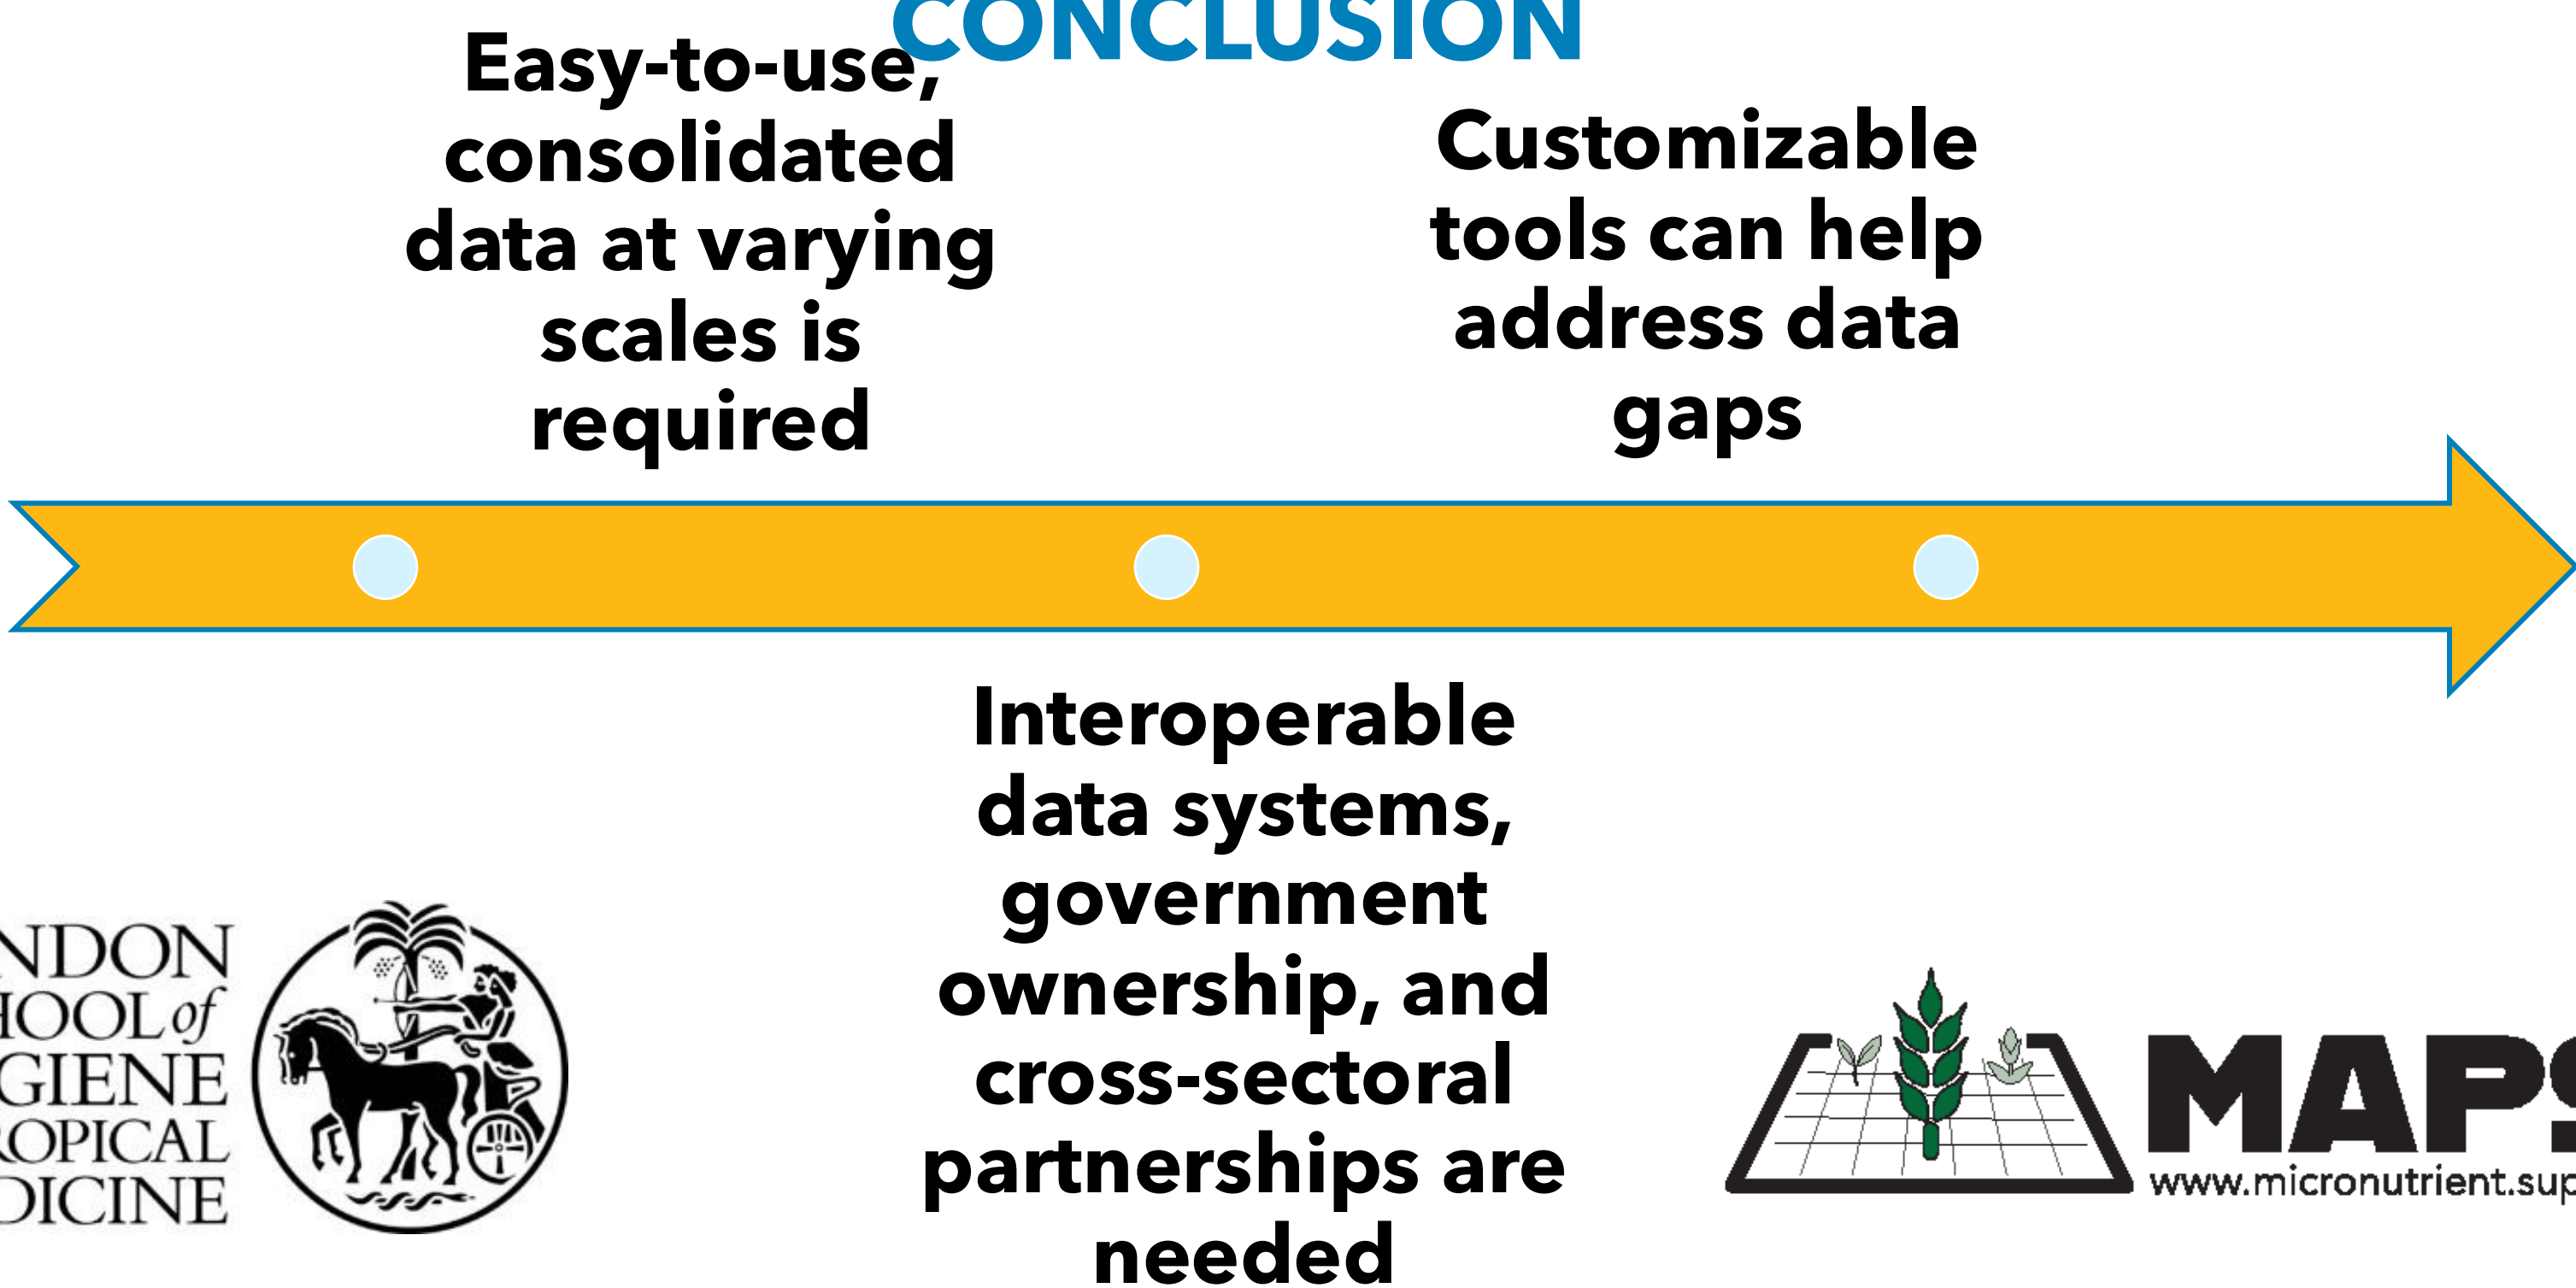 CONCLUSION
Easy-to-use,
consolidated
data at varying
scales is
required
Customizable
tools can help
address data
gaps
Interoperable
data systems,
government
ownership, and
cross-sectoral
partnerships are
needed
NDON
HOOL of
GIENE
ROPICAL
DICINE
MAPS
www.micronutrient.sup